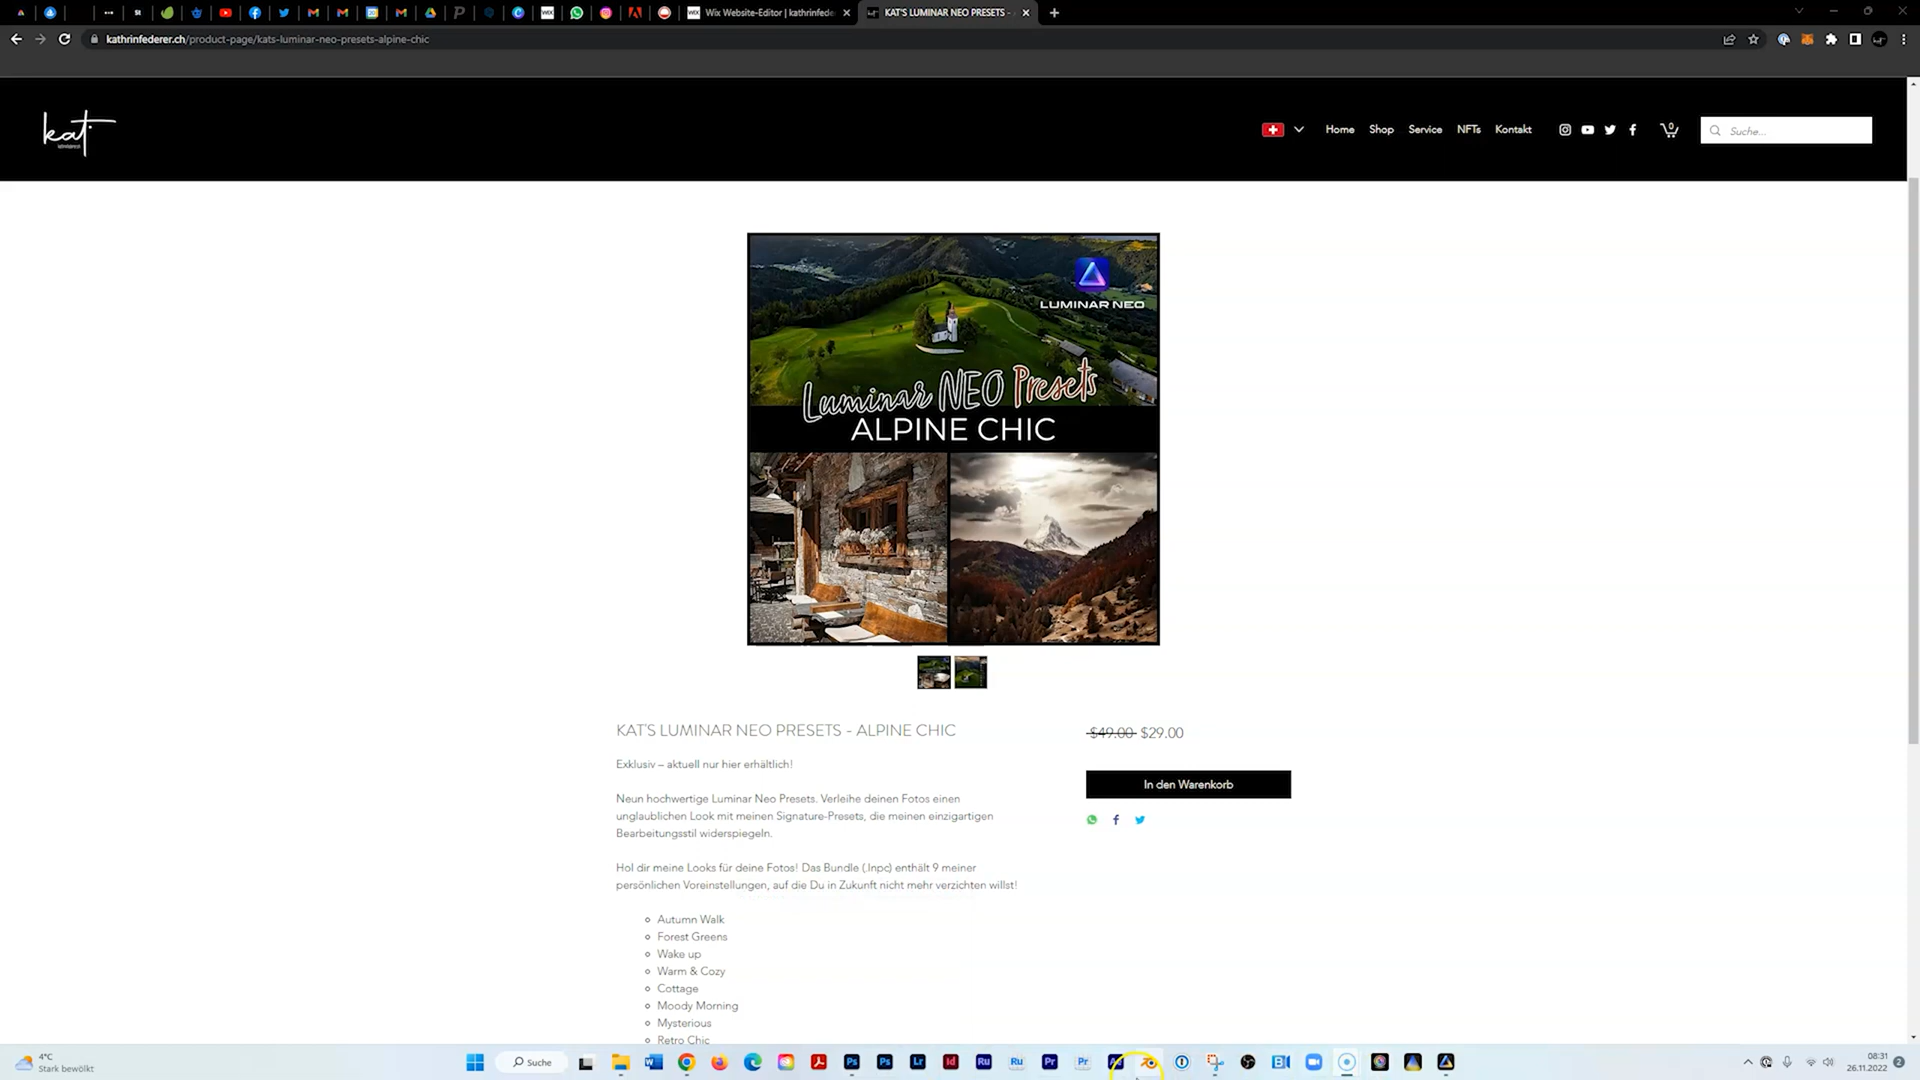 Wix Website-Editor | kathrinfede
KAT'S LUMINAR NEO PRESETS -
kathrinfederer.ch/product-page/kats-luminar-neo-presets-alpine-chic
kat
Home Shop Service NFTs Kontakt
0
Suche...
LUMINAR NEO
Luminar NEO Presets
ALPINE CHIC
KAT'S LUMINAR NEO PRESETS - ALPINE CHIC
$49.00 $29.00
Exklusiv – aktuell nur hier erhältlich!
In den Warenkorb
Neun hochwertige Luminar Neo Presets. Verleihe deinen Fotos einen
unglaublichen Look mit meinen Signature-Presets, die meinen einzigartigen
Bearbeitungsstil widerspiegeln.
Hol dir meine Looks für deine Fotos! Das Bundle (.lnpc) enthält 9 meiner
persönlichen Voreinstellungen, auf die Du in Zukunft nicht mehr verzichten willst!
Autumn Walk
Forest Greens
Wake up
Warm & Cozy
Cottage
Moody Morning
Mysterious
Retro Chic
4°C
Stark bewölkt
Suche
08:31
26.11.2022
2